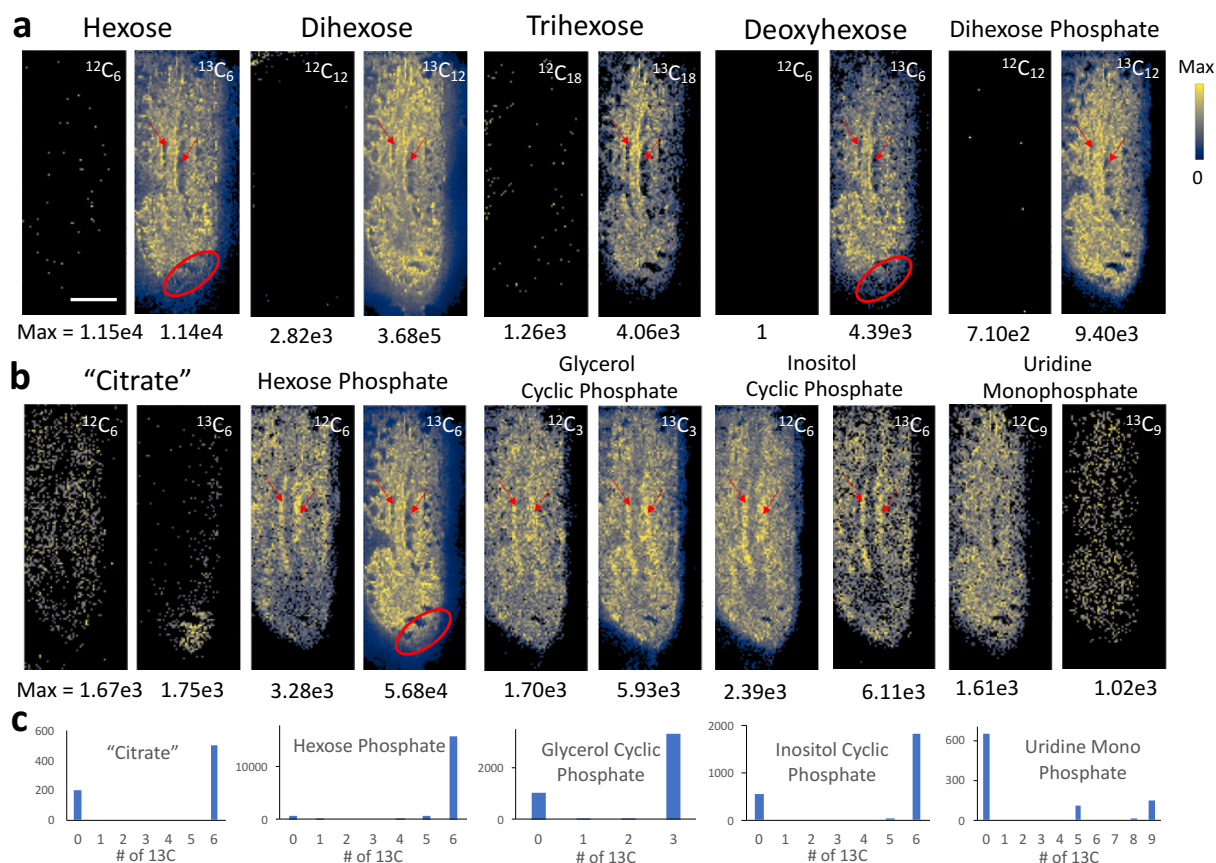 a
Hexose Dihexose Trihexose Deoxyhexose Dihexose Phosphate
¹²C₆ ¹³C₆ ¹²C₁₂ ¹³C₁₂ ¹²C₁₈ ¹³C₁₈ ¹²C₆ ¹³C₆ ¹²C₁₂ ¹³C₁₂
Max
0
Max = 1.15e4 1.14e4 2.82e3 3.68e5 1.26e3 4.06e3 1 4.39e3 7.10e2 9.40e3
b
"Citrate" Hexose Phosphate
Glycerol
Cyclic Phosphate
Inositol
Cyclic Phosphate
Uridine
Monophosphate
¹²C₆ ¹³C₆ ¹²C₆ ¹³C₆ ¹²C₃ ¹³C₃ ¹²C₆ ¹³C₆ ¹²C₉ ¹³C₉
Max = 1.67e3 1.75e3 3.28e3 5.68e4 1.70e3 5.93e3 2.39e3 6.11e3 1.61e3 1.02e3
c
"Citrate"
600
400
200
0
0 1 2 3 4 5 6
# of 13C
Hexose Phosphate
10000
0
0 1 2 3 4 5 6
# of 13C
Glycerol Cyclic
Phosphate
2000
0
0 1 2 3
# of 13C
Inositol Cyclic
Phosphate
2000
1000
0
0 1 2 3 4 5 6
# of 13C
Uridine Mono
Phosphate
600
300
0
0 1 2 3 4 5 6 7 8 9
# of 13C